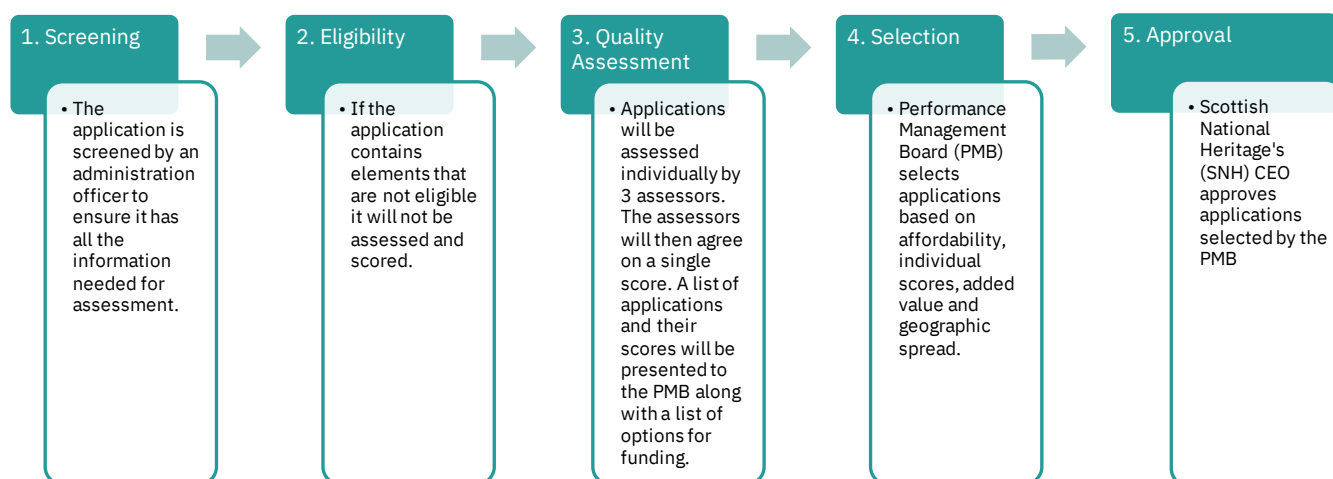 1. Screening
• The
application is
screened by an
administration
officer to
ensure it has
all the
information
needed for
assessment.
2. Eligibility
• If the
application
contains
elements that
are not eligible
it will not be
assessed and
scored.
3. Quality
Assessment
• Applications
will be
assessed
individually by
3 assessors.
The assessors
will then agree
on a single
score. A list of
applications
and their
scores will be
presented to
the PMB along
with a list of
options for
funding.
4. Selection
• Performance
Management
Board (PMB)
selects
applications
based on
affordability,
individual
scores, added
value and
geographic
spread.
5. Approval
• Scottish
National
Heritage's
(SNH) CEO
approves
applications
selected by the
PMB